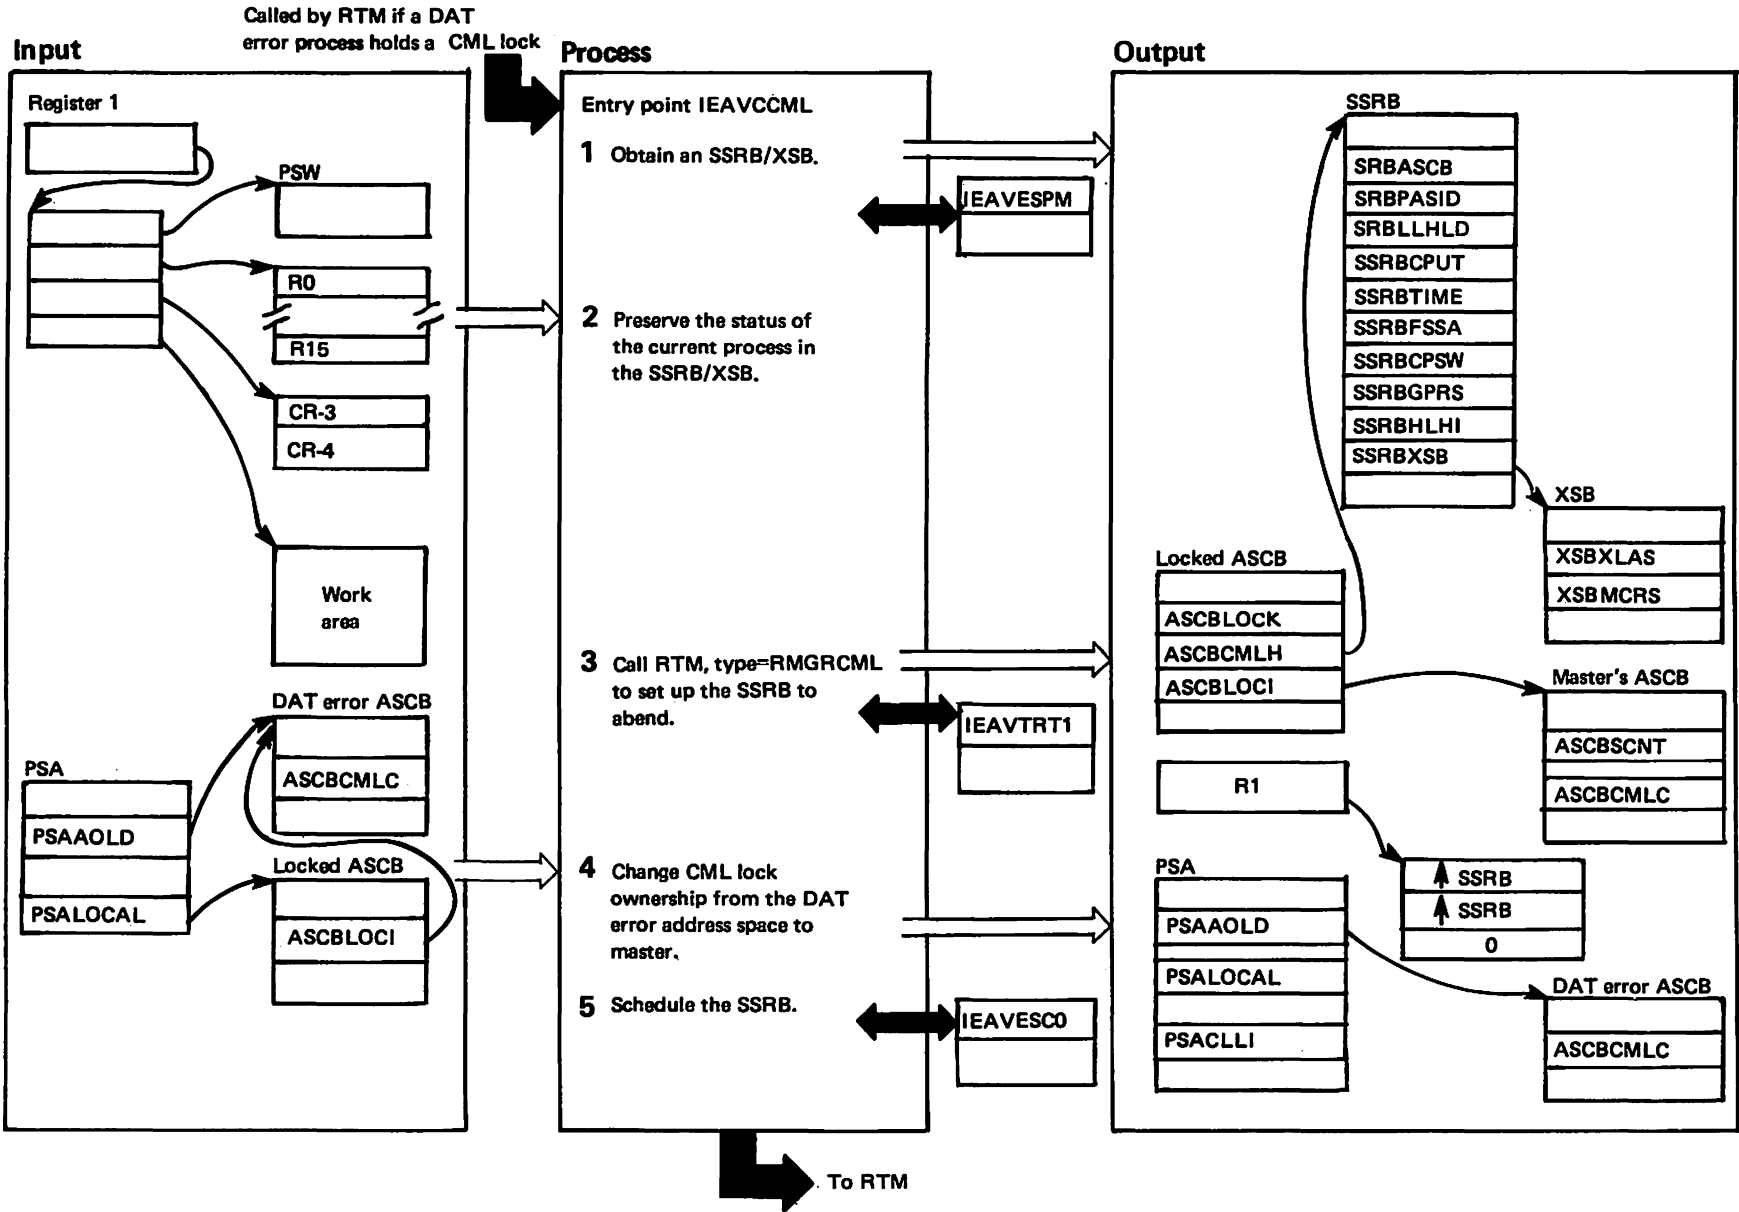 Called by RTM if a DAT
error process holds a CML lock
Input
Register 1
PSW
R0
R15
CR-3
CR-4
Work
area
DAT error ASCB
ASCBCMLC
PSA
PSAAOLD
PSALOCAL
Locked ASCB
ASCBLOCI
Process
Entry point IEAVCCML
1 Obtain an SSRB/XSB.
IEAVESPM
2 Preserve the status of
the current process in
the SSRB/XSB.
3 Call RTM, type=RMGRCML
to set up the SSRB to
abend.
IEAVTRT1
4 Change CML lock
ownership from the DAT
error address space to
master.
5 Schedule the SSRB.
IEAVESC0
To RTM
Output
SSRB
SRBASCB
SRBPASID
SRBLLHLD
SSRBCPUT
SSRBTIME
SSRBFSSA
SSRBCPSW
SSRBGPRS
SSRBHLHI
SSRBXSB
XSB
XSBXLAS
XSBMCRS
Locked ASCB
ASCBLOCK
ASCBCMLH
ASCBLOCI
Master's ASCB
ASCBSCNT
ASCBCMLC
R1
SSRB
SSRB
0
PSA
PSAAOLD
PSALOCAL
PSACLLI
DAT error ASCB
ASCBCMLC